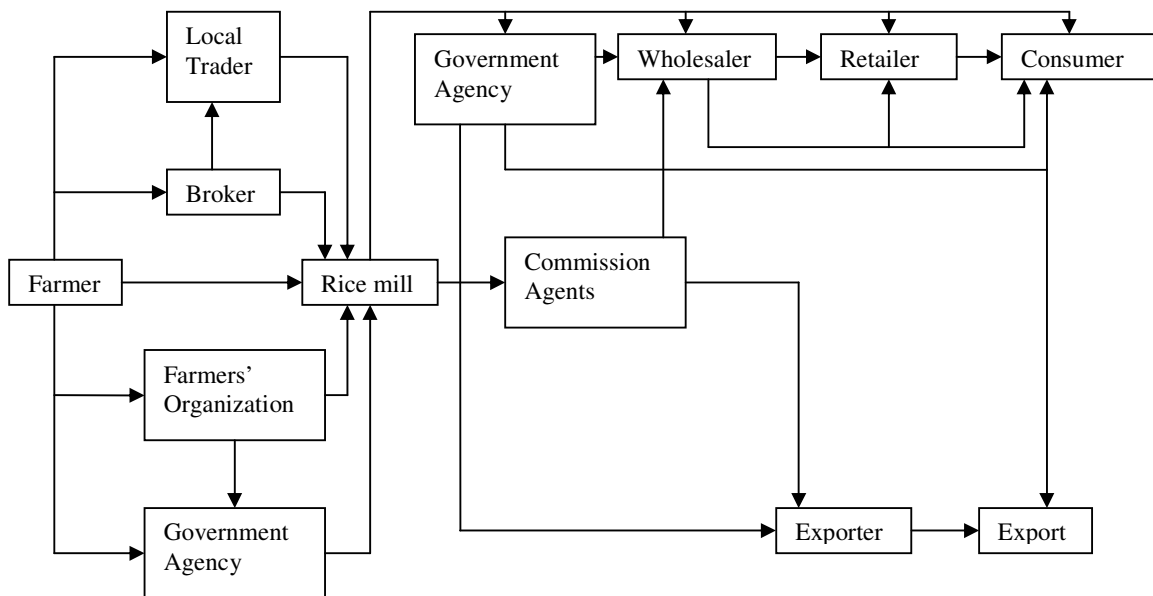 Local
Trader
Government
Agency
Wholesaler
Retailer
Consumer
Broker
Farmer
Rice mill
Commission
Agents
Farmers’
Organization
Government
Agency
Exporter
Export